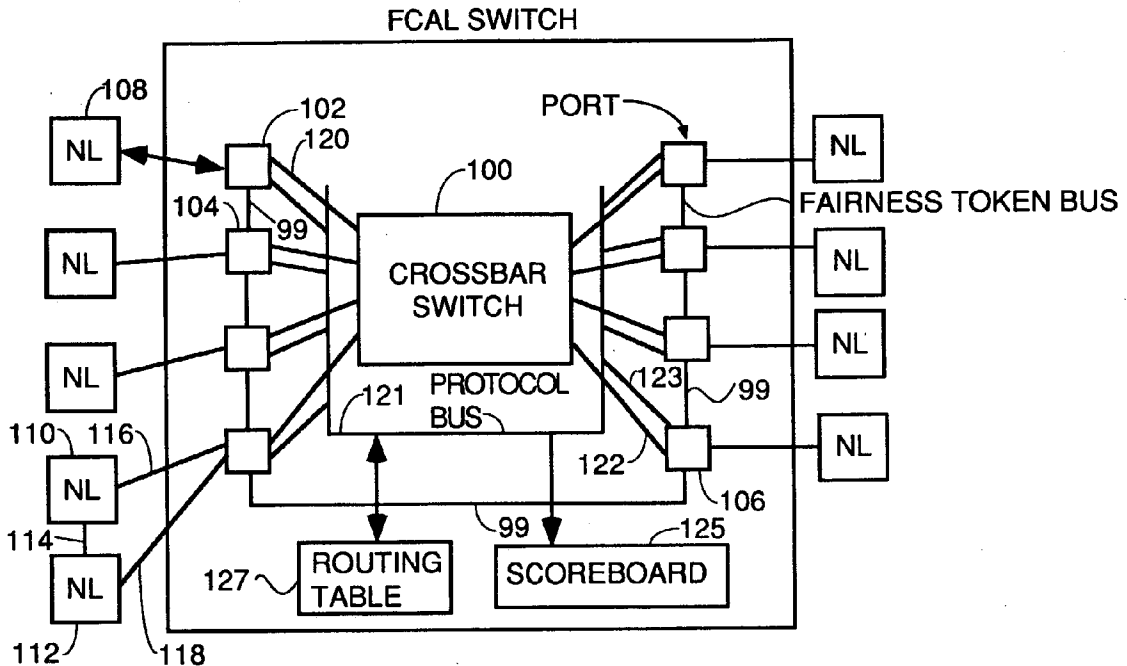 FCAL SWITCH
108
102
PORT
NL
120
NL
100
104
99
FAIRNESS TOKEN BUS
NL
CROSSBAR
SWITCH
NL
NL
NL
PROTOCOL
BUS
121
123
99
110
116
122
NL
NL
106
99
114
125
NL
ROUTING
TABLE
SCOREBOARD
127
112
118